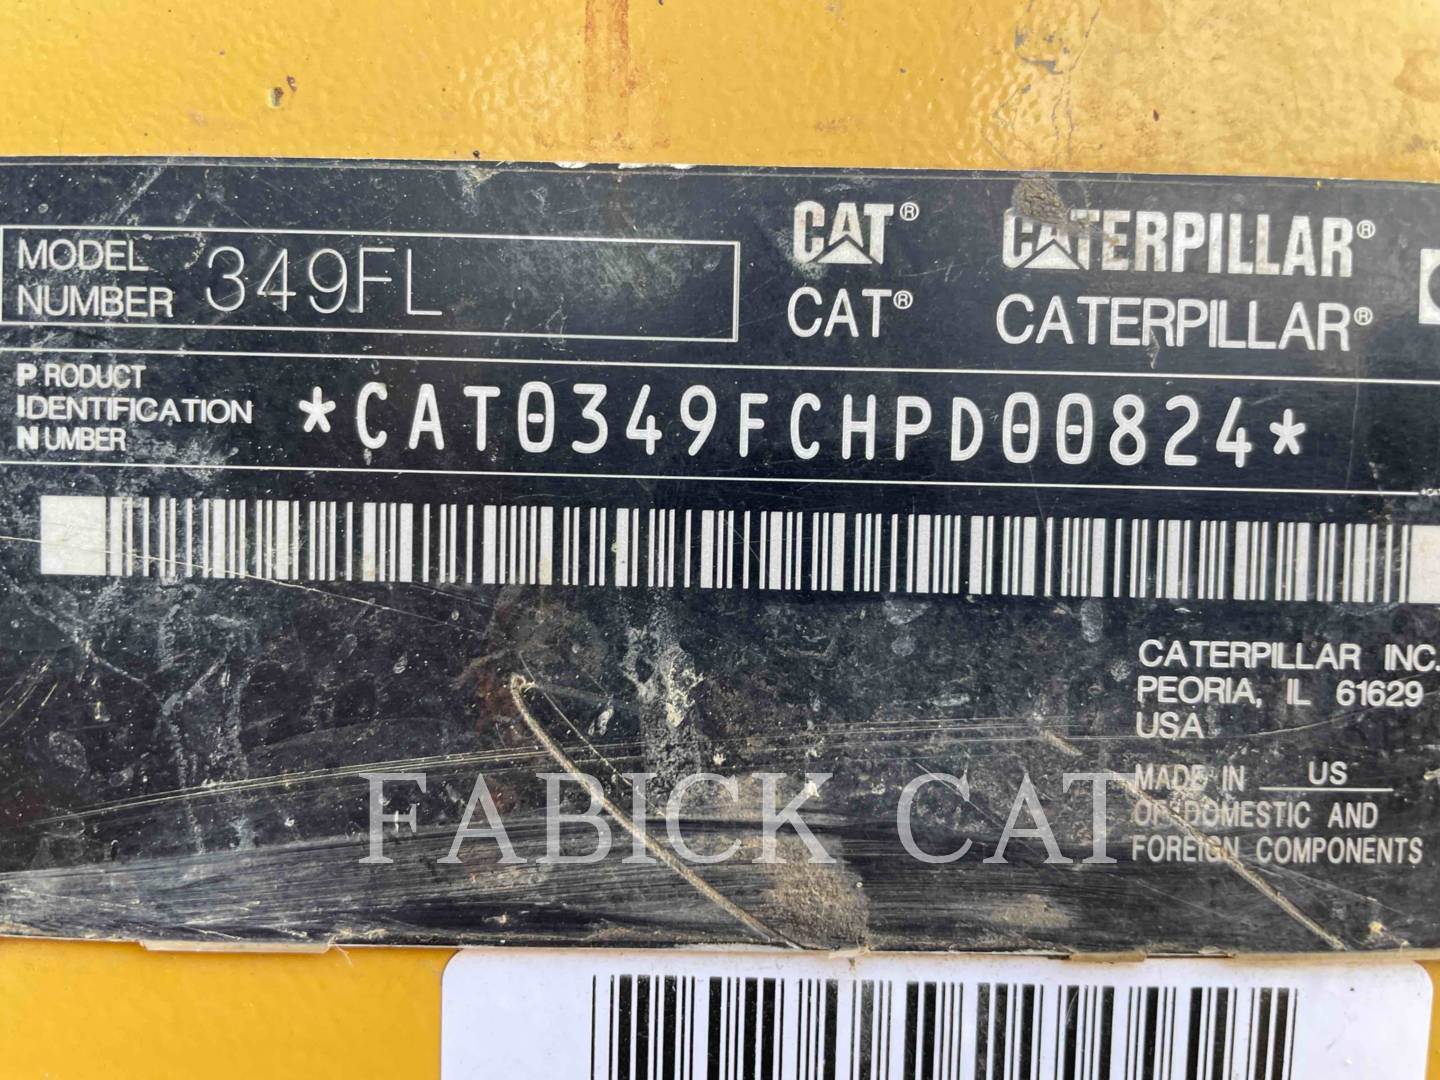 CAT® CATERPILLAR®
MODEL
NUMBER 349FL
CAT® CATERPILLAR®
PRODUCT
IDENTIFICATION
NUMBER
*CAT0349FCHPD00824*
CATERPILLAR INC.
PEORIA, IL 61629
USA
MADE IN US
OF DOMESTIC AND
FOREIGN COMPONENTS
FABICK CAT